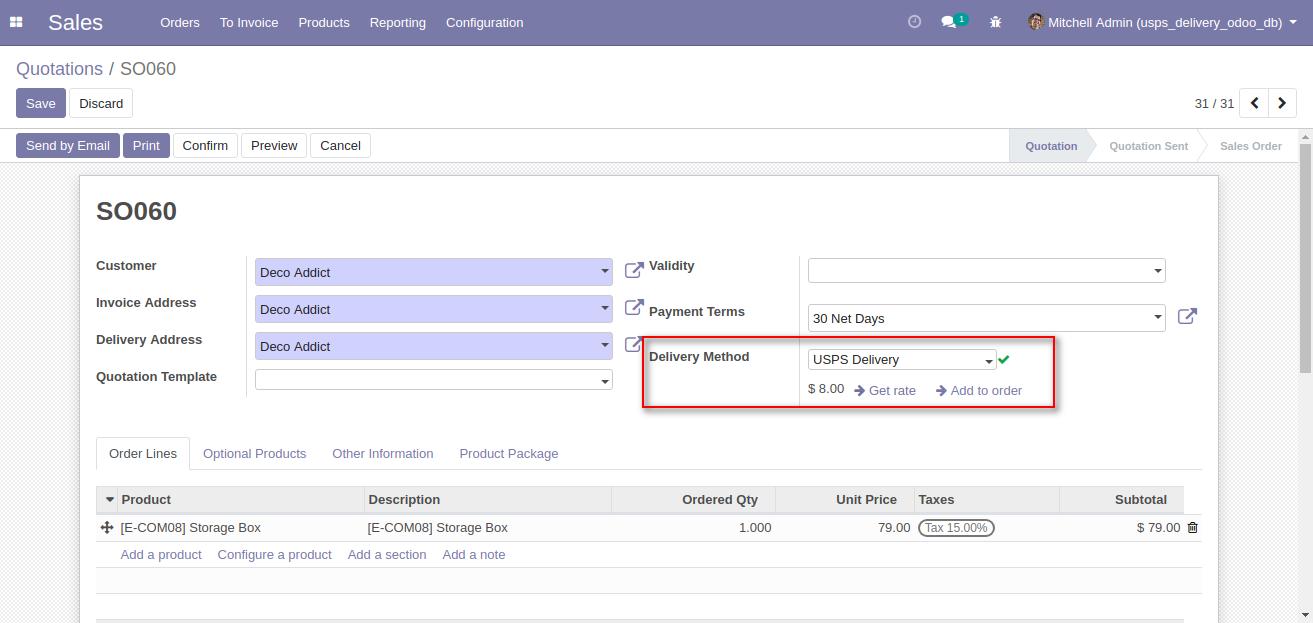 Sales Orders To Invoice Products Reporting Configuration 1 Mitchell Admin (usps_delivery_odoo_db)
Quotations / SO060
Save Discard 31 / 31
Send by Email Print Confirm Preview Cancel Quotation Quotation Sent Sales Order
SO060
Customer Deco Addict Validity
Invoice Address Deco Addict Payment Terms 30 Net Days
Delivery Address Deco Addict Delivery Method USPS Delivery
Quotation Template $ 8.00 Get rate Add to order
Order Lines Optional Products Other Information Product Package
Product Description Ordered Qty Unit Price Taxes Subtotal
[E-COM08] Storage Box [E-COM08] Storage Box 1.000 79.00 Tax 15.00% $ 79.00
Add a product Configure a product Add a section Add a note